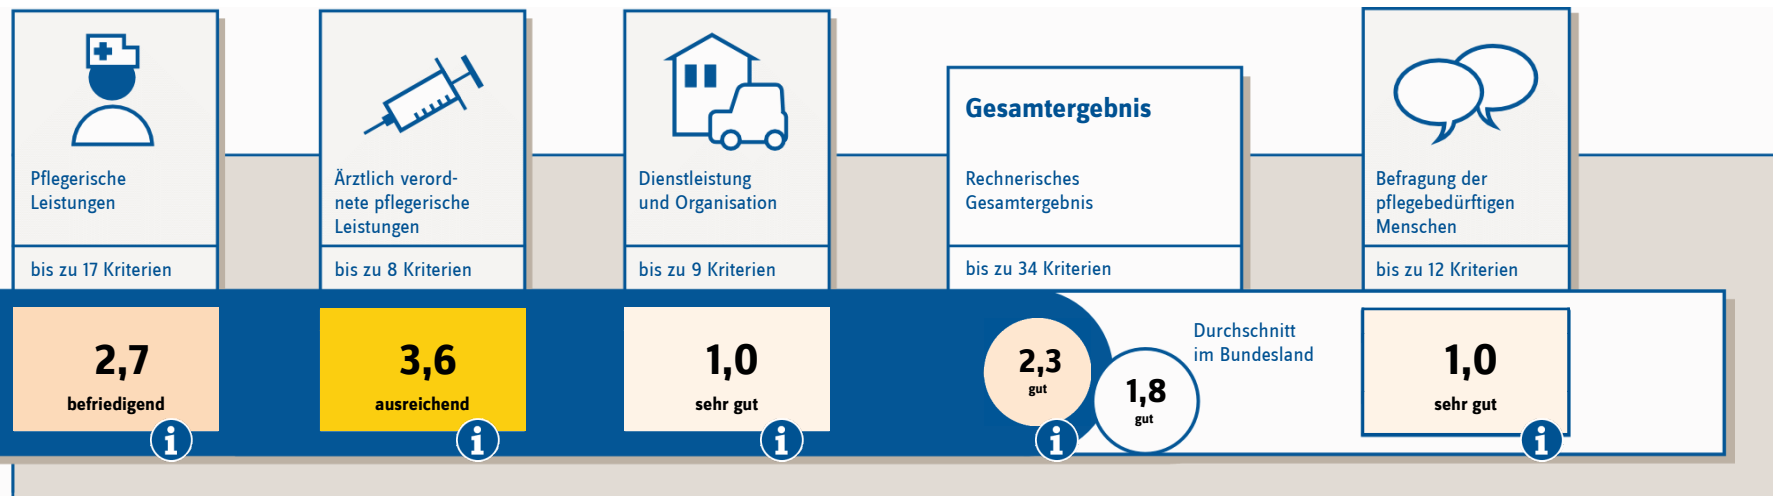 Pflegerische
Leistungen
bis zu 17 Kriterien
2,7
befriedigend
i
Ärztlich verord-
nete pflegerische
Leistungen
bis zu 8 Kriterien
3,6
ausreichend
i
Dienstleistung
und Organisation
bis zu 9 Kriterien
1,0
sehr gut
i
Gesamtergebnis
Rechnerisches
Gesamtergebnis
bis zu 34 Kriterien
2,3
gut
i
Durchschnitt
im Bundesland
1,8
gut
Befragung der
pflegebedürftigen
Menschen
bis zu 12 Kriterien
1,0
sehr gut
i